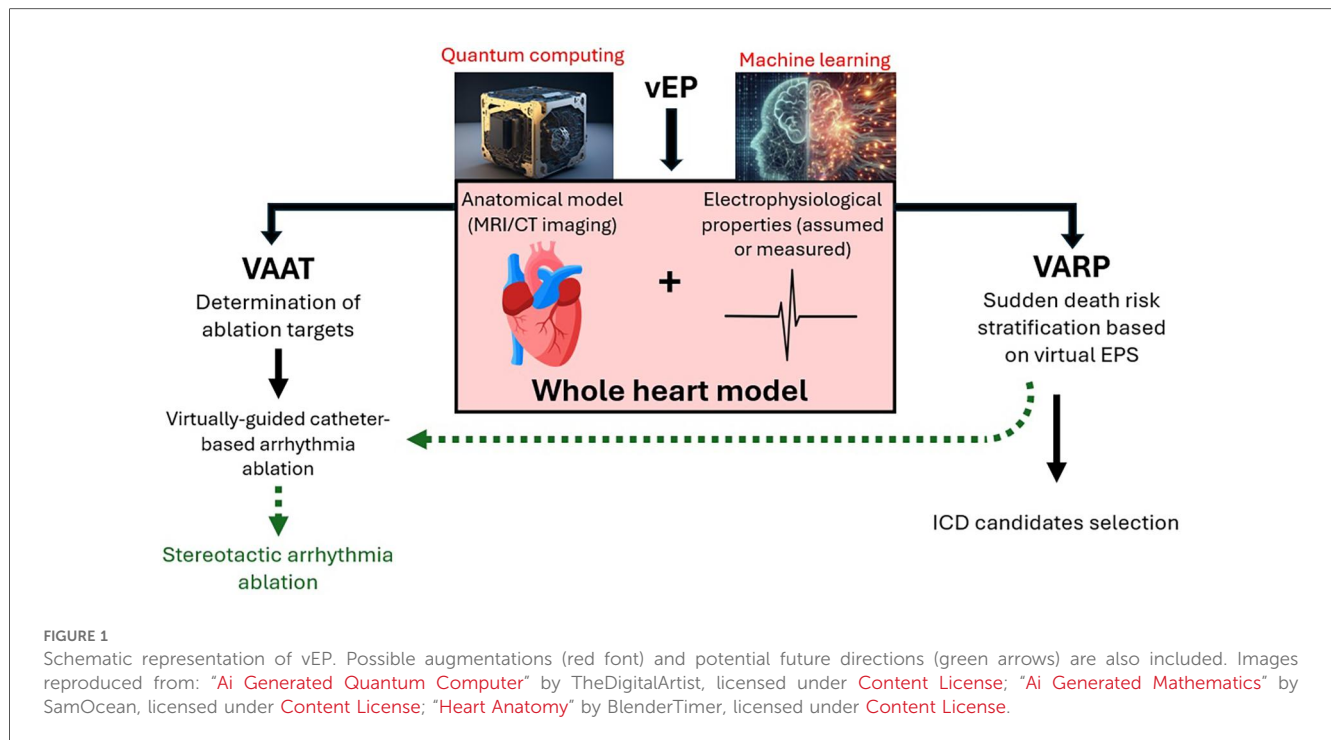 Quantum computing
vEP
Machine learning
Anatomical model
(MRI/CT imaging)
Electrophysiological
properties (assumed
or measured)
+
Whole heart model
VAAT
Determination of
ablation targets
Virtually-guided catheter-
based arrhythmia
ablation
Stereotactic arrhythmia
ablation
VARP
Sudden death risk
stratification based
on virtual EPS
ICD candidates selection
FIGURE 1
Schematic representation of vEP. Possible augmentations (red font) and potential future directions (green arrows) are also included. Images
reproduced from: “Ai Generated Quantum Computer” by TheDigitalArtist, licensed under Content License; “Ai Generated Mathematics” by
SamOcean, licensed under Content License; “Heart Anatomy” by BlenderTimer, licensed under Content License.